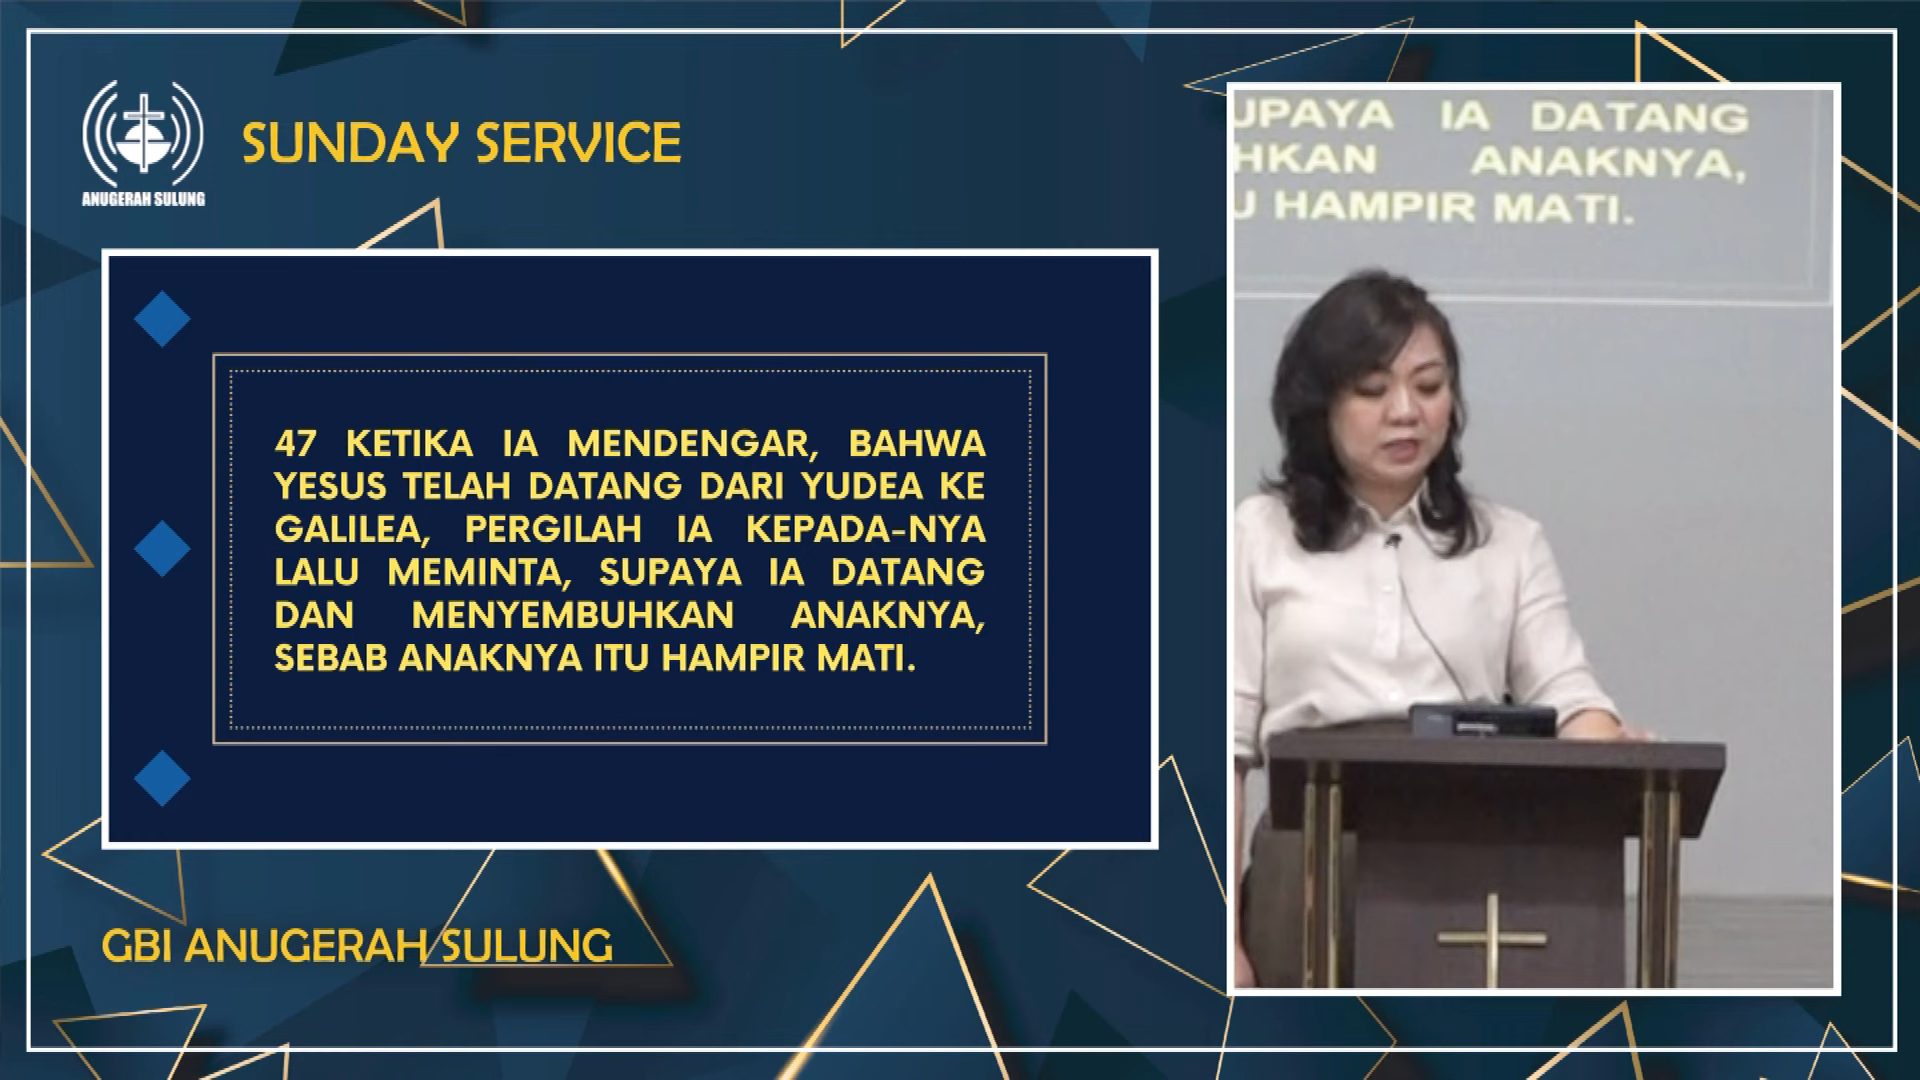 ANUGERAH SULUNG
SUNDAY SERVICE
47 KETIKA IA MENDENGAR, BAHWA
YESUS TELAH DATANG DARI YUDEA KE
GALILEA, PERGILAH IA KEPADA-NYA
LALU MEMINTA, SUPAYA IA DATANG
DAN MENYEMBUHKAN ANAKNYA,
SEBAB ANAKNYA ITU HAMPIR MATI.
GBI ANUGERAH SULUNG
UPAYA IA DATANG
HKAN ANAKNYA,
U HAMPIR MATI.